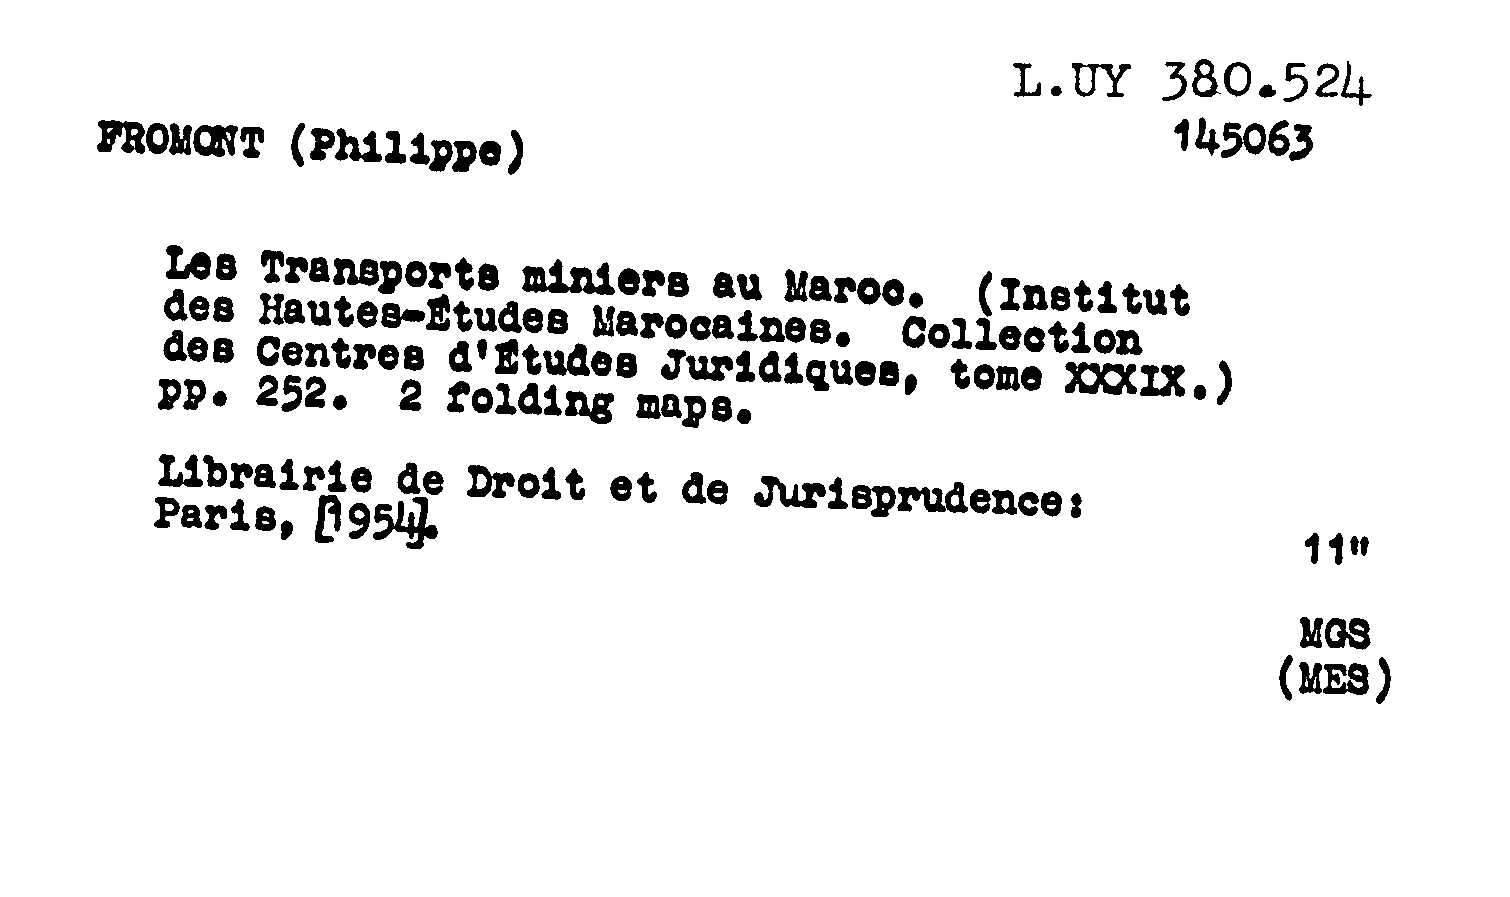 L.UY 380.524
145063
FROMONT (Philippe)
Les Transports miniers au Maroc. (Institut
des Hautes-Études Marocaines. Collection
des Centres d'Études Juridiques, tome XXXIX.)
pp. 252. 2 folding maps.
Librairie de Droit et de Jurisprudence:
Paris, [1954].
11"
MGS
(MES)